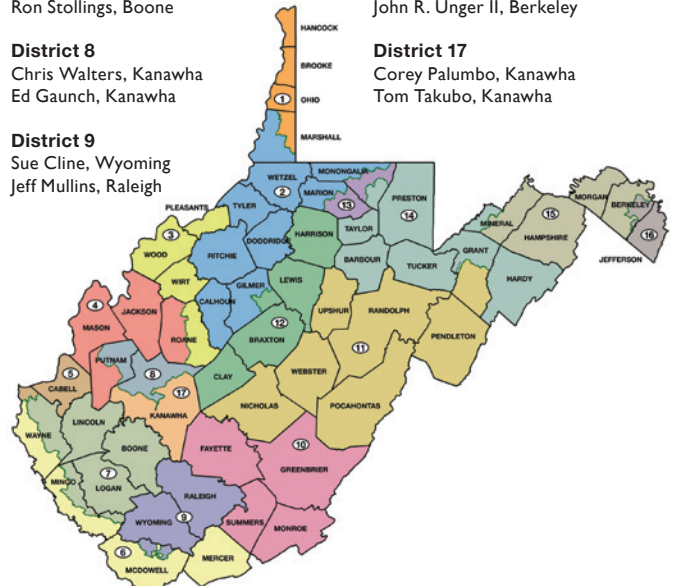 Ron Stollings, Boone
District 8
Chris Walters, Kanawha
Ed Gaunch, Kanawha
District 9
Sue Cline, Wyoming
Jeff Mullins, Raleigh
John R. Unger II, Berkeley
District 17
Corey Palumbo, Kanawha
Tom Takubo, Kanawha
HANCOCK
BROOKE
1 OHIO
MARSHALL
WETZEL
2
MONONGALIA
MARION
13
PRESTON
14
PLEASANTS
TYLER
DODDRIDGE
HARRISON
TAYLOR
BARBOUR
TUCKER
MINERAL
GRANT
HAMPSHIRE
15
MORGAN
BERKELEY
16
JEFFERSON
HARDY
3
WOOD
RITCHIE
WIRT
CALHOUN
GILMER
LEWIS
UPSHUR
RANDOLPH
PENDLETON
4
MASON
JACKSON
ROANE
12
BRAXTON
11
WEBSTER
PUTNAM
8
5
CABELL
17
KANAWHA
CLAY
NICHOLAS
POCAHONTAS
WAYNE
LINCOLN
BOONE
FAYETTE
10
GREENBRIER
MINGO
7
LOGAN
RALEIGH
WYOMING 9
SUMMERS
MONROE
6
MCDOWELL
MERCER